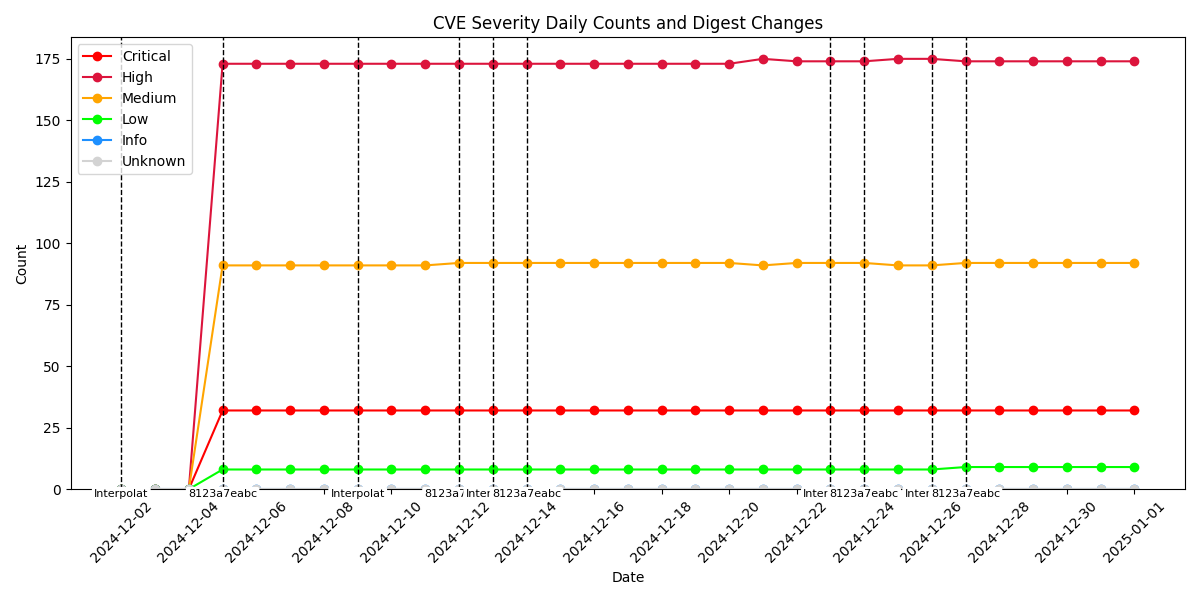 CVE Severity Daily Counts and Digest Changes
Critical
High
Medium
Low
Info
Unknown
175
150
125
100
75
50
25
0
Count
Interpolat
8123a7eabc
Interpolat
8123a7
Inter
8123a7eabc
Inter
8123a7eabc
Inter
8123a7eabc
2024-12-02
2024-12-04
2024-12-06
2024-12-08
2024-12-10
2024-12-12
2024-12-14
2024-12-16
2024-12-18
2024-12-20
2024-12-22
2024-12-24
2024-12-26
2024-12-28
2024-12-30
2025-01-01
Date